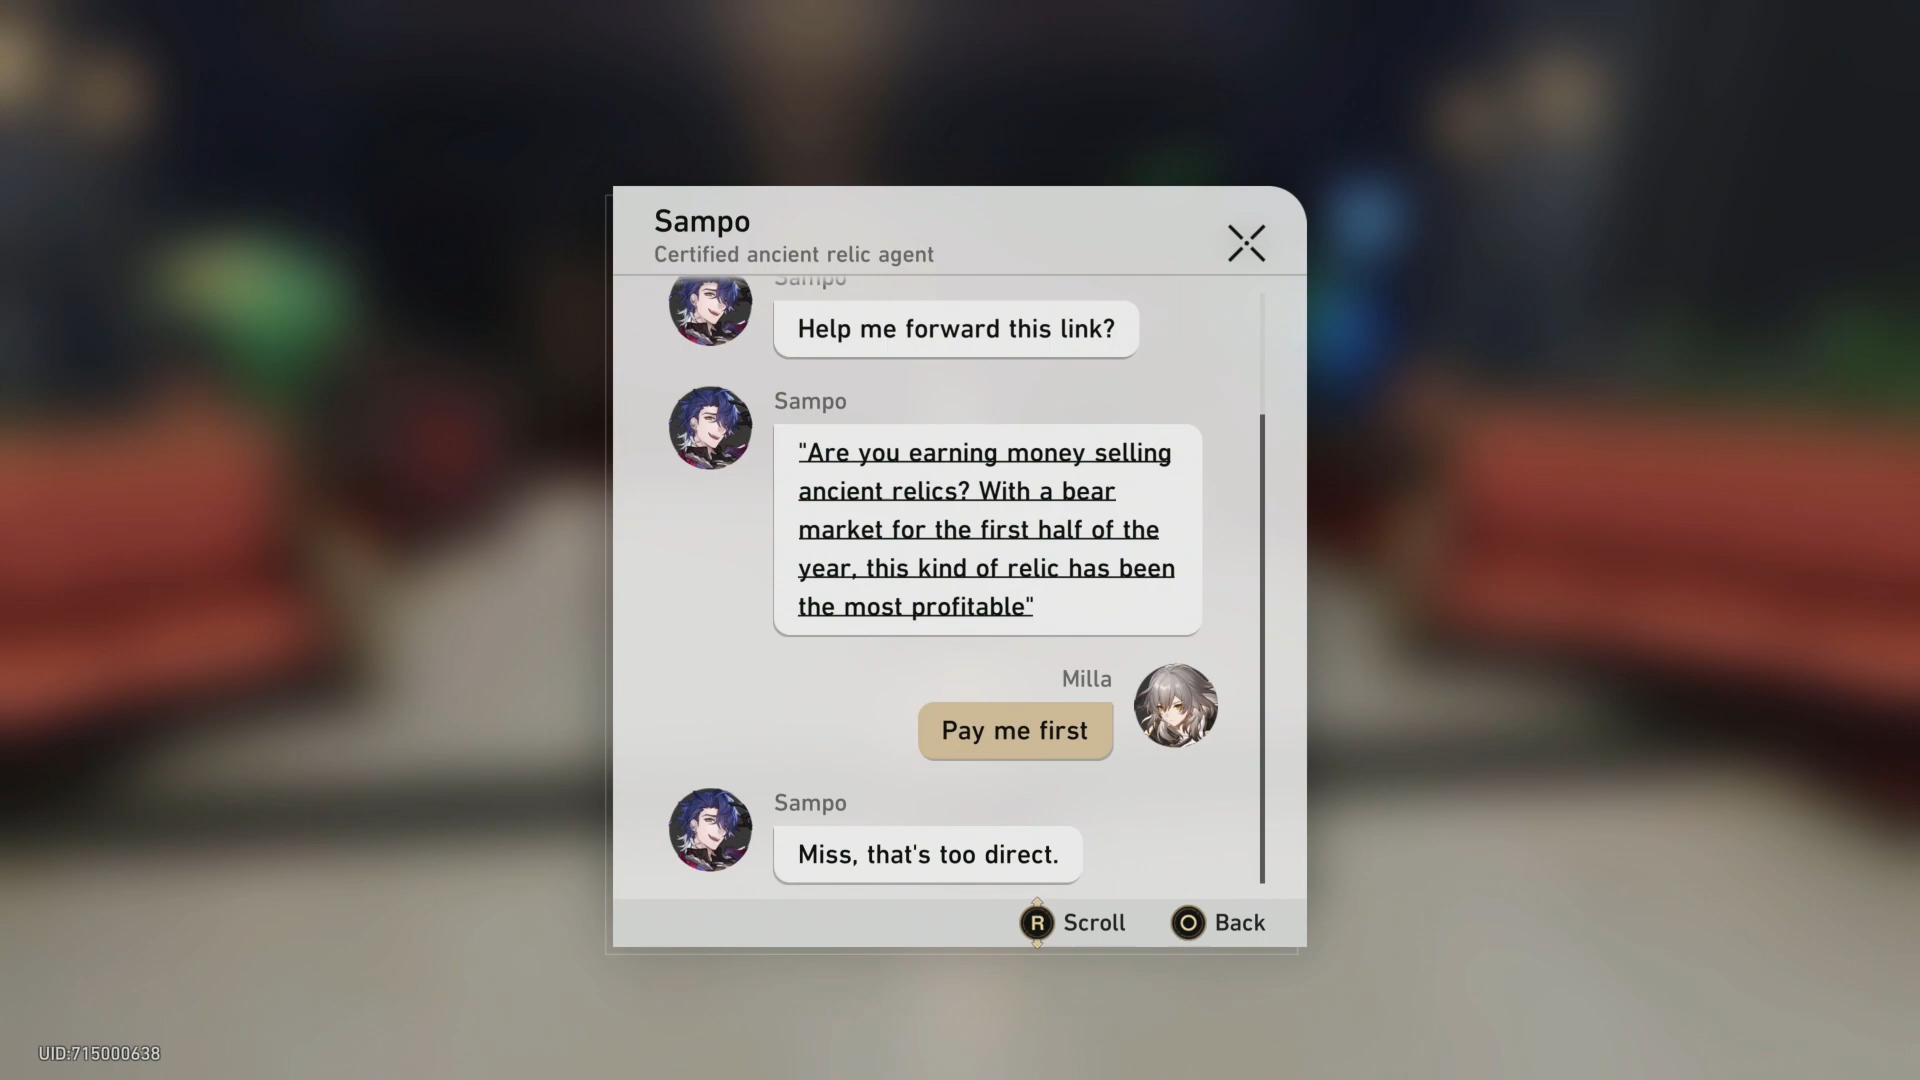 Sampo
Certified ancient relic agent
Sampo
Help me forward this link?
Sampo
"Are you earning money selling
ancient relics? With a bear
market for the first half of the
year, this kind of relic has been
the most profitable"
Milla
Pay me first
Sampo
Miss, that's too direct.
R Scroll
Back
UID:715000638